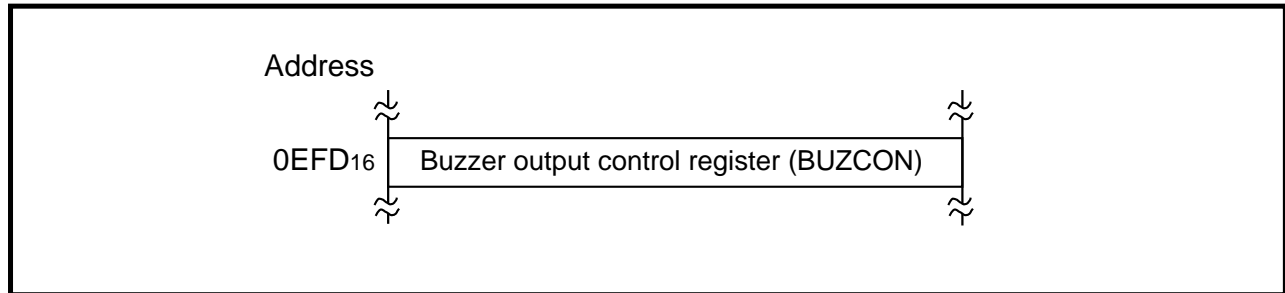 Address
0EFD16 Buzzer output control register (BUZCON)